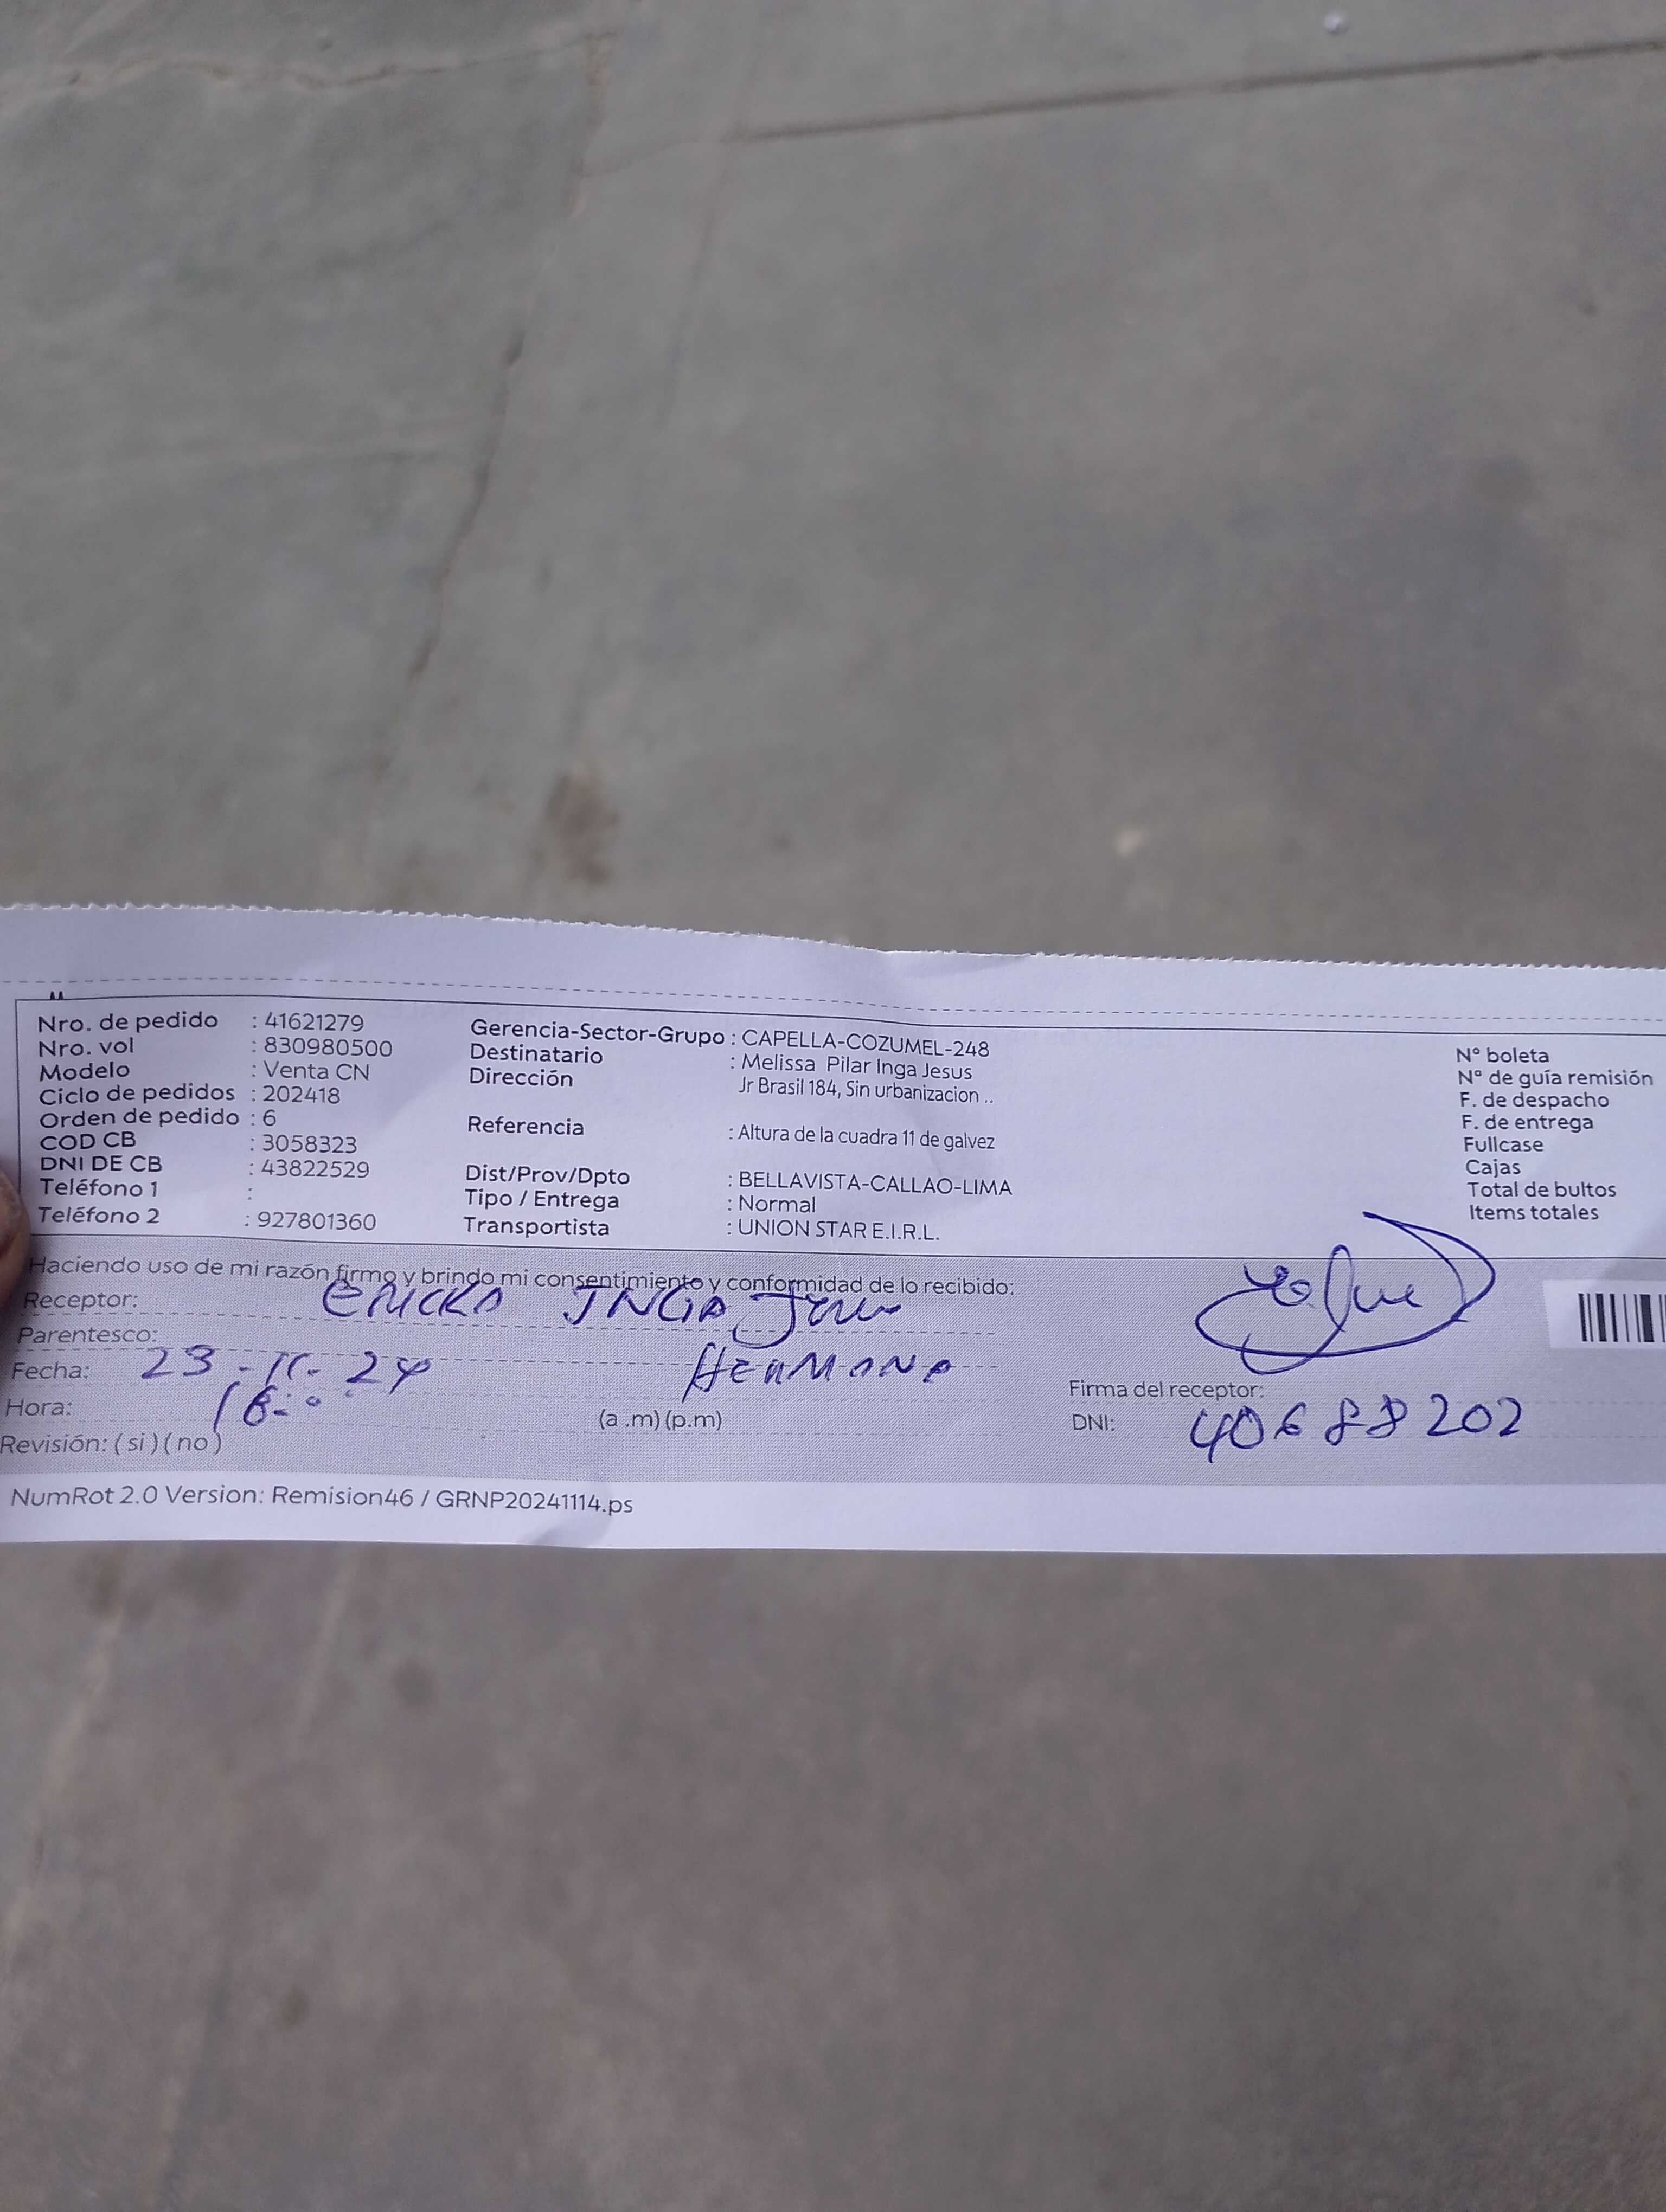 Nro. de pedido : 41621279
Nro. vol : 830980500
Modelo : Venta CN
Ciclo de pedidos : 202418
Orden de pedido : 6
COD CB : 3058323
DNI DE CB : 43822529
Teléfono 1 :
Teléfono 2 : 927801360
Gerencia-Sector-Grupo : CAPELLA-COZUMEL-248
Destinatario : Melissa Pilar Inga Jesus
Dirección Jr Brasil 184, Sin urbanizacion ..
Referencia : Altura de la cuadra 11 de galvez
Dist/Prov/Dpto : BELLAVISTA-CALLAO-LIMA
Tipo / Entrega : Normal
Transportista : UNION STAR E.I.R.L.
N° boleta
N° de guía remisión
F. de despacho
F. de entrega
Fullcase
Cajas
Total de bultos
Items totales
Haciendo uso de mi razón firmo y brindo mi consentimiento y conformidad de lo recibido:
Receptor: ERICKA INGA
Parentesco: HERMANA
Fecha: 23-11-24
Hora: (a .m) (p.m)
Revisión: ( si ) ( no )
Firma del receptor:
DNI: 40688202
NumRot 2.0 Version: Remision46 / GRNP20241114.ps